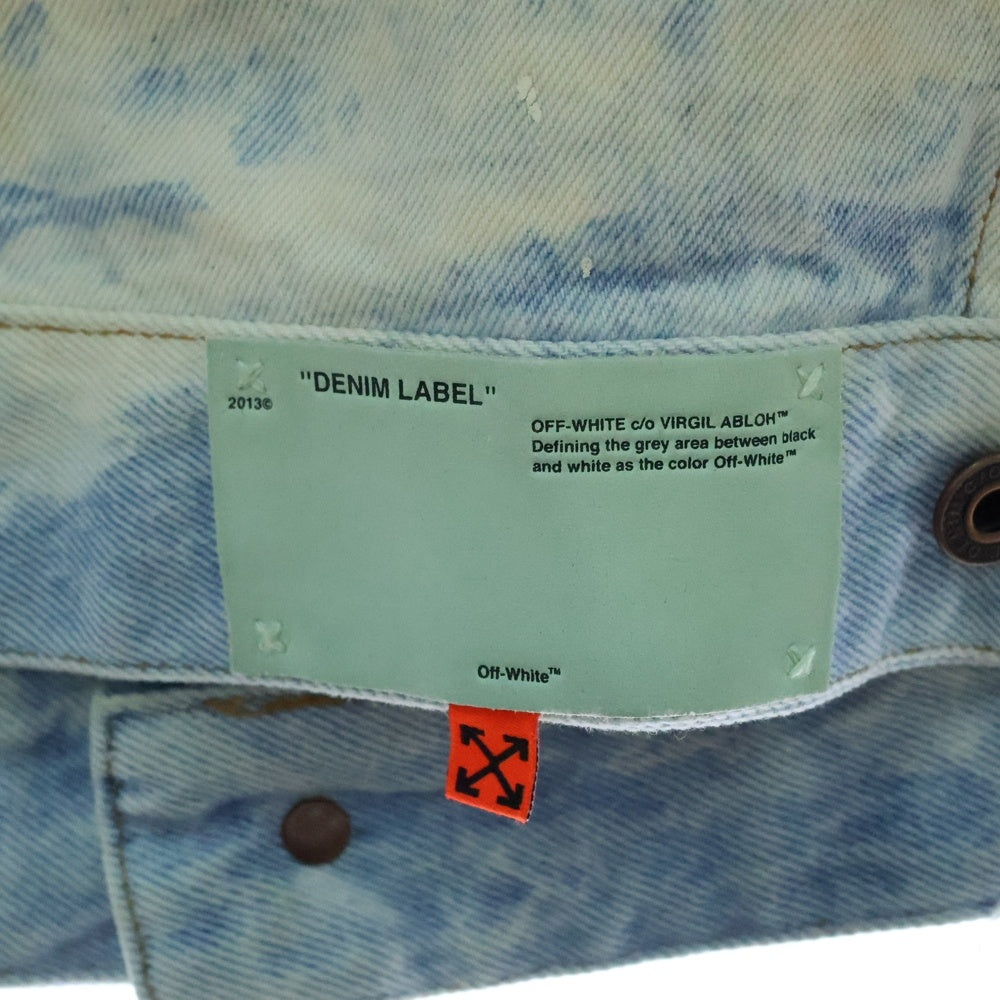 "DENIM LABEL"
2013©
OFF-WHITE c/o VIRGIL ABLOH™
Defining the grey area between black
and white as the color Off-White™
Off-White™